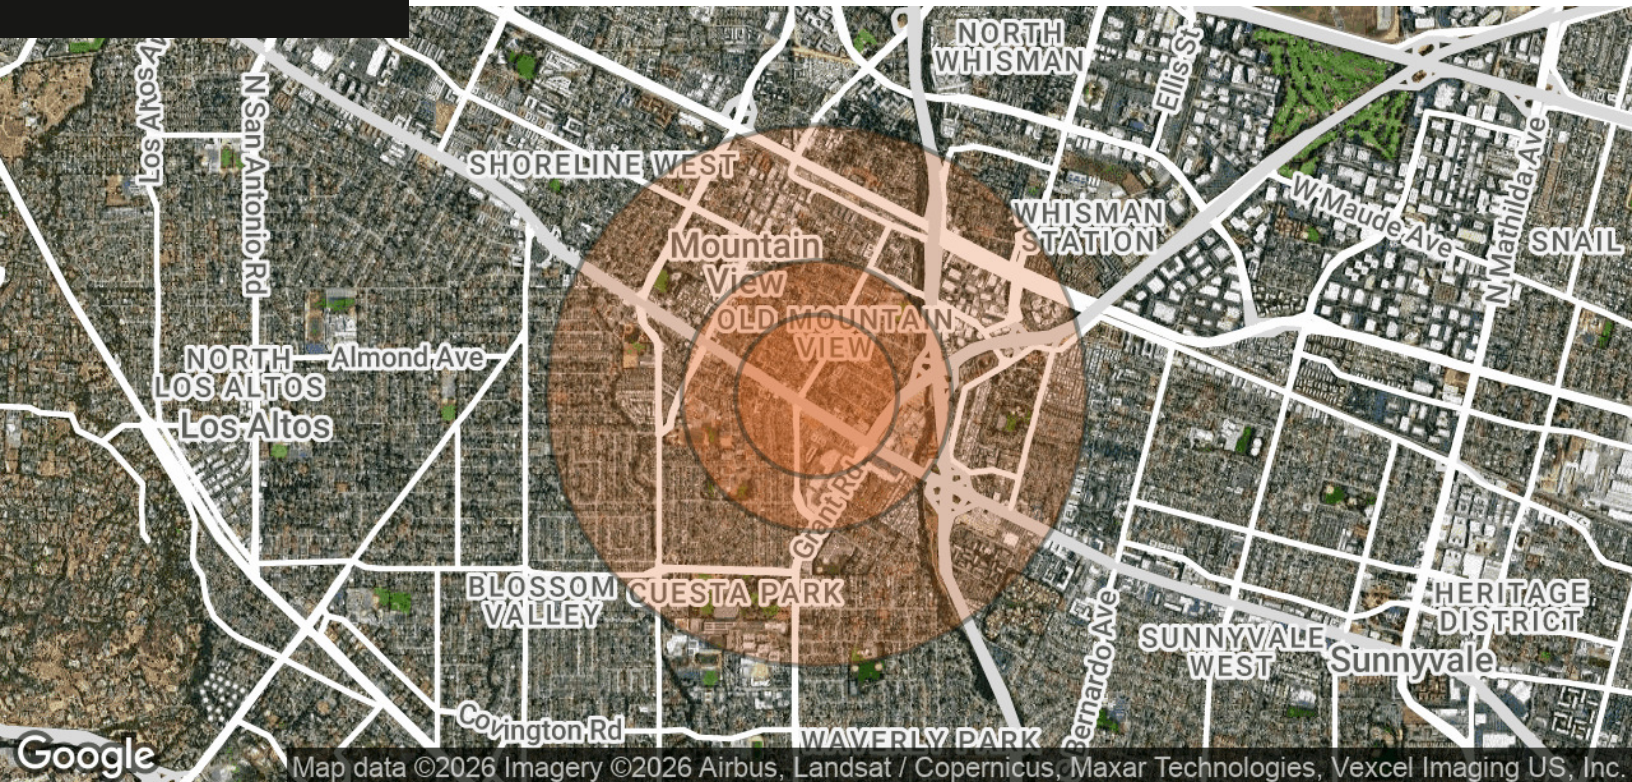 NORTH
WHISMAN
Ellis St
Los Altos Av
N San Antonio Rd
SHORELINE WEST
N Mathilda Ave
W Maude Ave
WHISMAN
STATION
SNAIL
Mountain
View
OLD MOUNTAIN
VIEW
NORTH
LOS ALTOS
Almond Ave
Los Altos
Grant Rd
BLOSSOM
VALLEY
CUESTA PARK
Bernardo Ave
HERITAGE
DISTRICT
SUNNYVALE
WEST
Sunnyvale
Covington Rd
WAVERLY PARK
Google
Map data ©2026 Imagery ©2026 Airbus, Landsat / Copernicus, Maxar Technologies, Vexcel Imaging US, Inc.